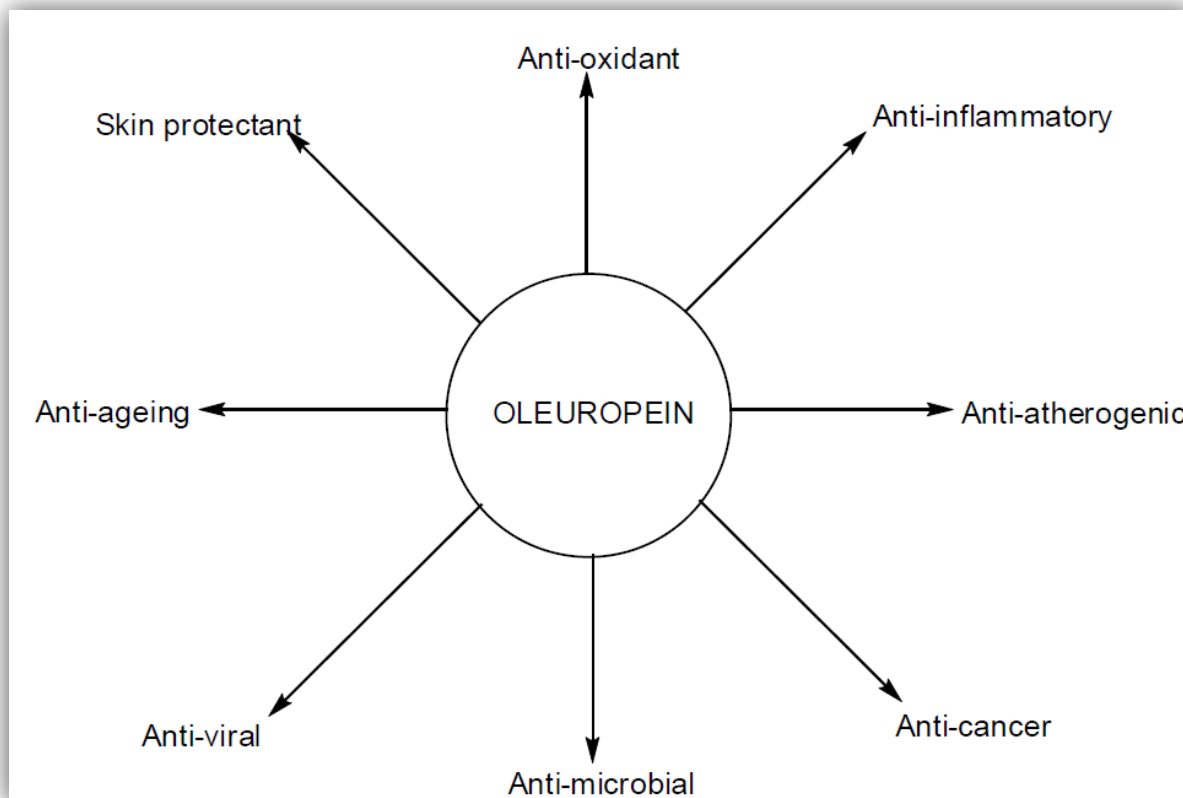 Anti-oxidant
Skin protectant
Anti-inflammatory
Anti-ageing
OLEUROPEIN
Anti-atherogenic
Anti-viral
Anti-cancer
Anti-microbial